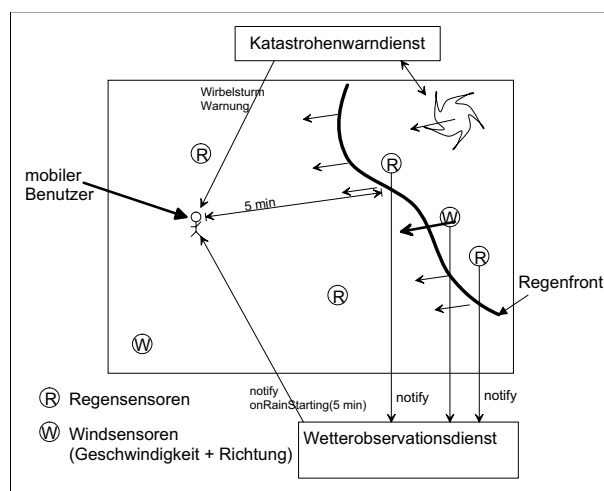 Katastrohenwarndienst
Wirbelsturm
Warnung
R
R
mobiler
Benutzer
5 min
W
R
R
Regenfront
W
notify
onRainStarting(5 min)
notify
notify
R Regensensoren
W Windsensoren
(Geschwindigkeit + Richtung)
Wetterobservationsdienst